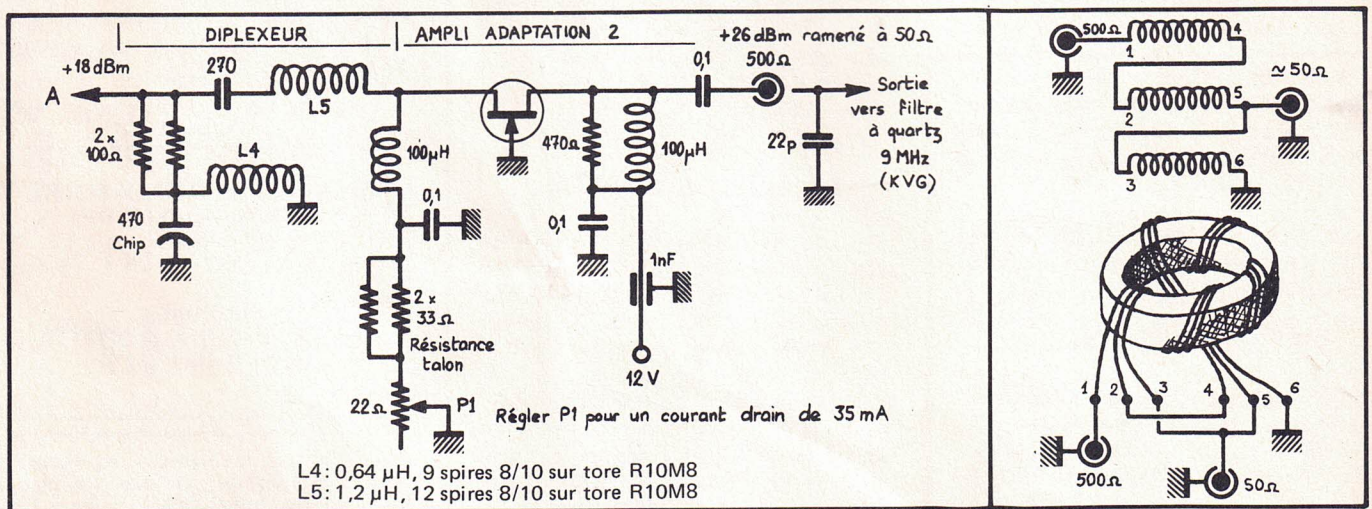 DIPLEXEUR
AMPLI ADAPTATION 2
+26 dBm ramené à 50Ω
+18 dBm
A
270
L5
0,1
500Ω
Sortie
vers filtre
à quartz
9 MHz
(KVG)
2x
100Ω
L4
100µH
470Ω
100µH
22p
470
Chip
0,1
0,1
1nF
2 x
33Ω
Résistance
talon
12 V
22Ω
P1
Régler P1 pour un courant drain de 35 mA
L4: 0,64 µH, 9 spires 8/10 sur tore R10M8
L5: 1,2 µH, 12 spires 8/10 sur tore R10M8
500Ω
1
4
≃ 50Ω
2
5
3
6
1
2
3
4
5
6
500Ω
50Ω